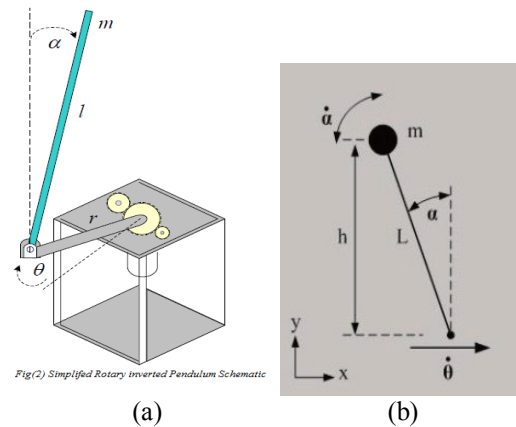 α
m
l
r
θ
Fig(2) Simplifed Rotary inverted Pendulum Schematic
(a)
α̇
m
α
h
L
y
x
θ̇
(b)